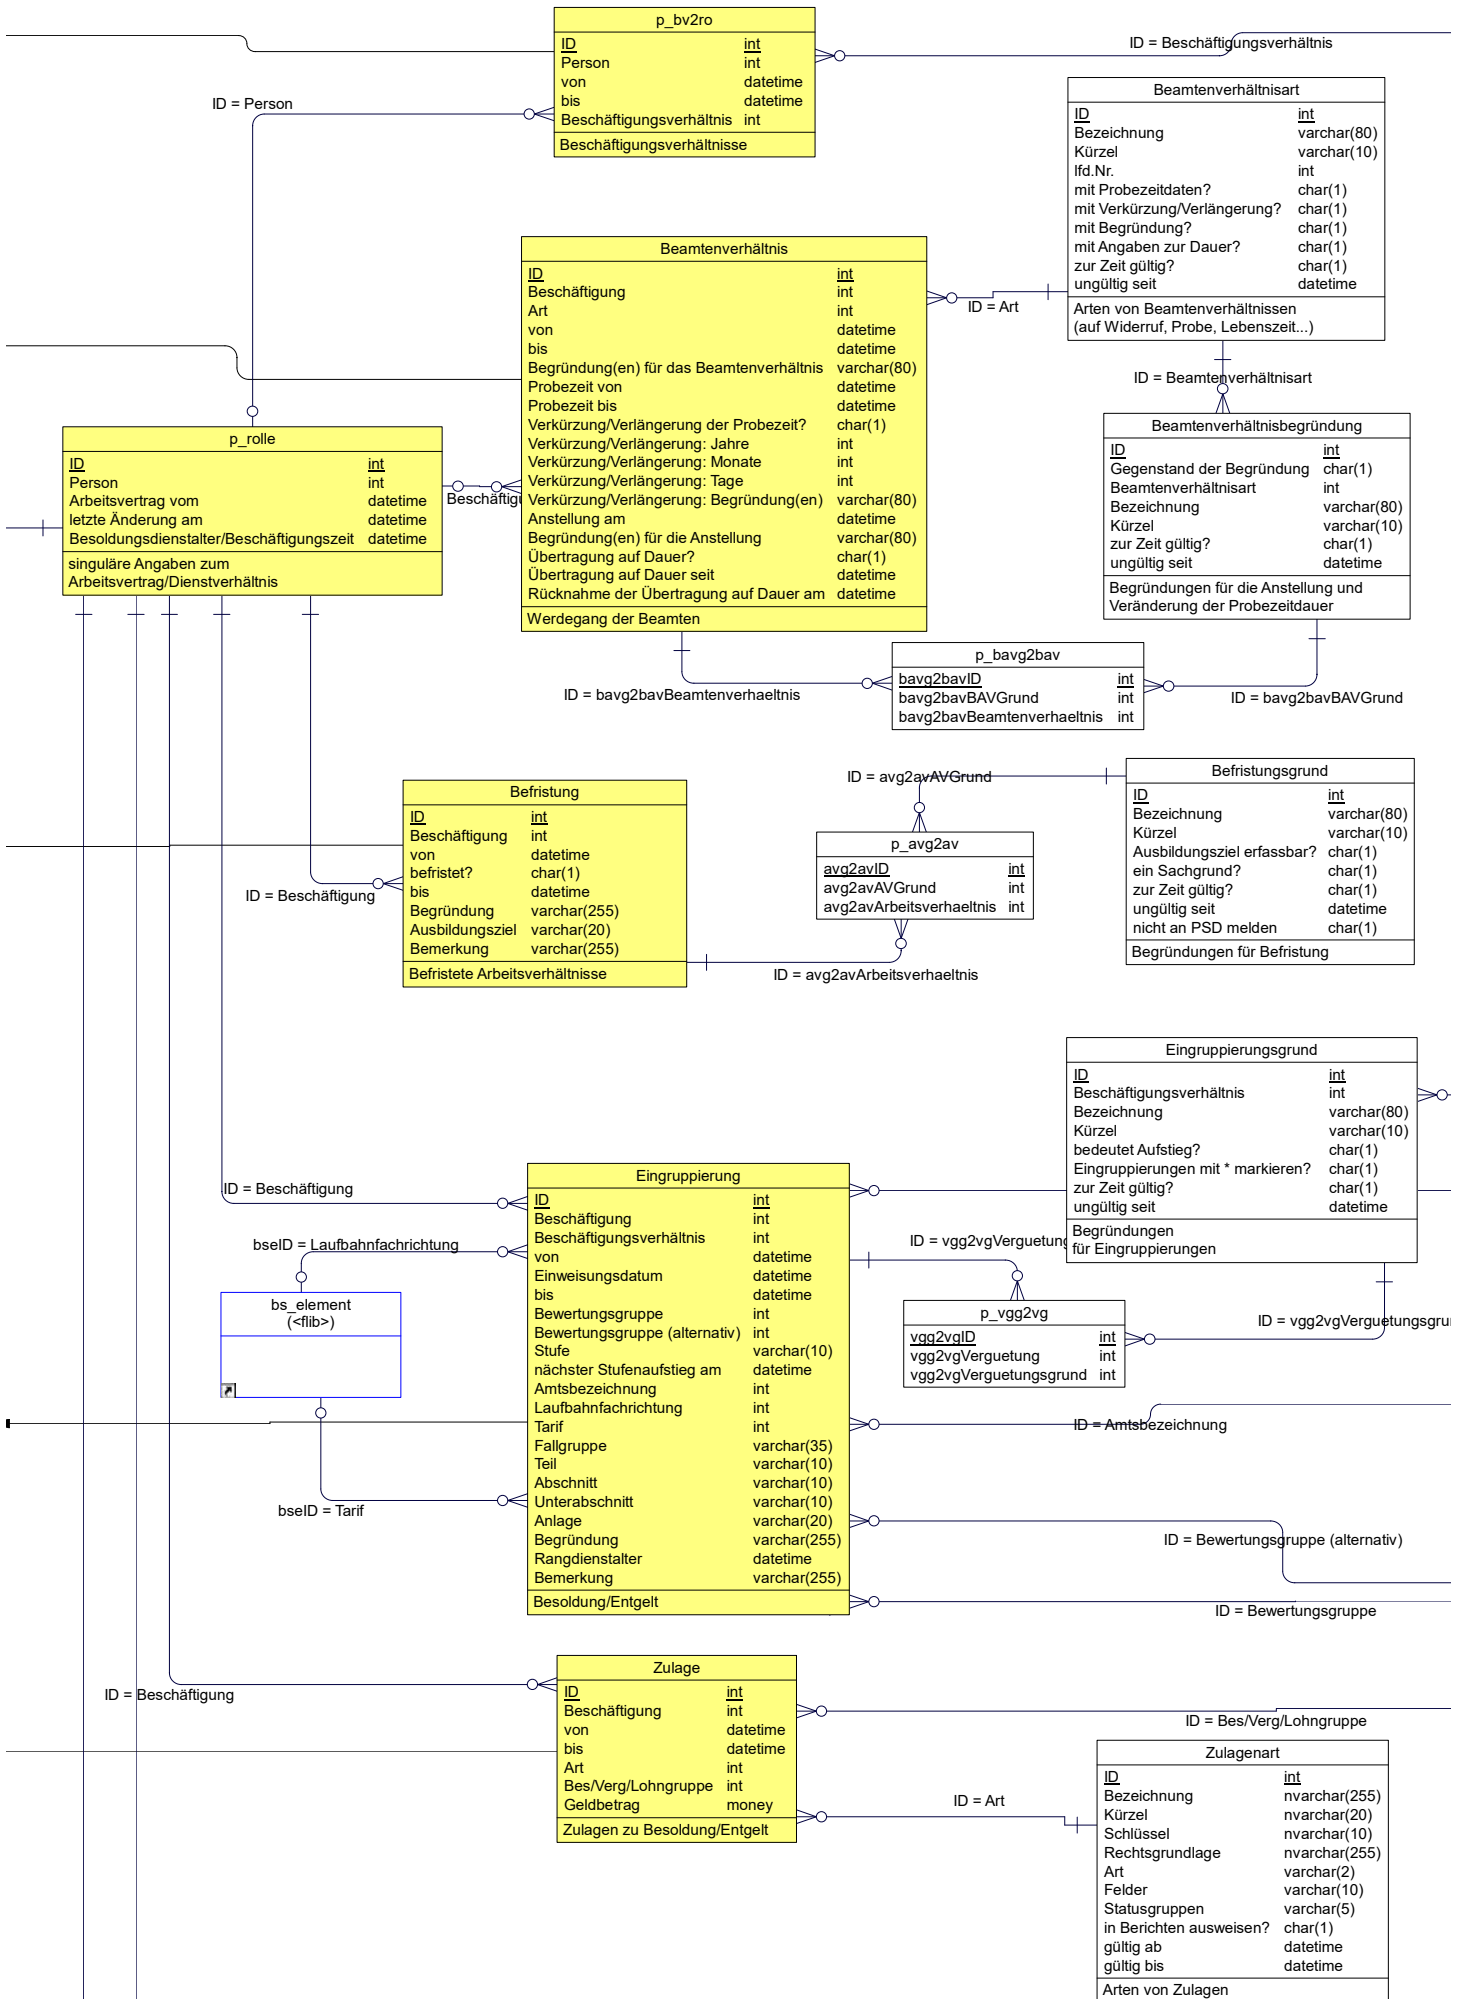 p_bv2ro
ID int
Person int
von datetime
bis datetime
Beschäftigungsverhältnis int
Beschäftigungsverhältnisse
ID = Beschäftigungsverhältnis
ID = Person
Beamtenverhältnisart
ID int
Bezeichnung varchar(80)
Kürzel varchar(10)
lfd.Nr. int
mit Probezeitdaten? char(1)
mit Verkürzung/Verlängerung? char(1)
mit Begründung? char(1)
mit Angaben zur Dauer? char(1)
zur Zeit gültig? char(1)
ungültig seit datetime
Arten von Beamtenverhältnissen
(auf Widerruf, Probe, Lebenszeit...)
Beamtenverhältnis
ID int
Beschäftigung int
Art int
von datetime
bis datetime
Begründung(en) für das Beamtenverhältnis varchar(80)
Probezeit von datetime
Probezeit bis datetime
Verkürzung/Verlängerung der Probezeit? char(1)
Verkürzung/Verlängerung: Jahre int
Verkürzung/Verlängerung: Monate int
Verkürzung/Verlängerung: Tage int
Verkürzung/Verlängerung: Begründung(en) varchar(80)
Anstellung am datetime
Begründung(en) für die Anstellung varchar(80)
Übertragung auf Dauer? char(1)
Übertragung auf Dauer seit datetime
Rücknahme der Übertragung auf Dauer am datetime
Werdegang der Beamten
ID = Art
ID = Beamtenverhältnisart
p_rolle
ID int
Person int
Arbeitsvertrag vom datetime
letzte Änderung am datetime
Besoldungsdienstalter/Beschäftigungszeit datetime
singuläre Angaben zum
Arbeitsvertrag/Dienstverhältnis
Beschäftigu
Beamtenverhältnisbegründung
ID int
Gegenstand der Begründung char(1)
Beamtenverhältnisart int
Bezeichnung varchar(80)
Kürzel varchar(10)
zur Zeit gültig? char(1)
ungültig seit datetime
Begründungen für die Anstellung und
Veränderung der Probezeitdauer
p_bavg2bav
bavg2bavID int
bavg2bavBAVGrund int
bavg2bavBeamtenverhaeltnis int
ID = bavg2bavBeamtenverhaeltnis
ID = bavg2bavBAVGrund
Befristung
ID int
Beschäftigung int
von datetime
befristet? char(1)
bis datetime
Begründung varchar(255)
Ausbildungsziel varchar(20)
Bemerkung varchar(255)
Befristete Arbeitsverhältnisse
ID = Beschäftigung
ID = avg2avAVGrund
p_avg2av
avg2avID int
avg2avAVGrund int
avg2avArbeitsverhaeltnis int
ID = avg2avArbeitsverhaeltnis
Befristungsgrund
ID int
Bezeichnung varchar(80)
Kürzel varchar(10)
Ausbildungsziel erfassbar? char(1)
ein Sachgrund? char(1)
zur Zeit gültig? char(1)
ungültig seit datetime
nicht an PSD melden char(1)
Begründungen für Befristung
Eingruppierungsgrund
ID int
Beschäftigungsverhältnis int
Bezeichnung varchar(80)
Kürzel varchar(10)
bedeutet Aufstieg? char(1)
Eingruppierungen mit * markieren? char(1)
zur Zeit gültig? char(1)
ungültig seit datetime
Begründungen
für Eingruppierungen
Eingruppierung
ID int
Beschäftigung int
Beschäftigungsverhältnis int
von datetime
Einweisungsdatum datetime
bis datetime
Bewertungsgruppe int
Bewertungsgruppe (alternativ) int
Stufe varchar(10)
nächster Stufenaufstieg am datetime
Amtsbezeichnung int
Laufbahnfachrichtung int
Tarif int
Fallgruppe varchar(35)
Teil varchar(10)
Abschnitt varchar(10)
Unterabschnitt varchar(10)
Anlage varchar(20)
Begründung varchar(255)
Rangdienstalter datetime
Bemerkung varchar(255)
Besoldung/Entgelt
ID = Beschäftigung
bseID = Laufbahnfachrichtung
bs_element
(<flib>)
bseID = Tarif
ID = vgg2vgVerguetung
p_vgg2vg
vgg2vgID int
vgg2vgVerguetung int
vgg2vgVerguetungsgrund int
ID = vgg2vgVerguetungsgru
ID = Amtsbezeichnung
ID = Bewertungsgruppe (alternativ)
ID = Bewertungsgruppe
Zulage
ID int
Beschäftigung int
von datetime
bis datetime
Art int
Bes/Verg/Lohngruppe int
Geldbetrag money
Zulagen zu Besoldung/Entgelt
ID = Beschäftigung
ID = Bes/Verg/Lohngruppe
ID = Art
Zulagenart
ID int
Bezeichnung nvarchar(255)
Kürzel nvarchar(20)
Schlüssel nvarchar(10)
Rechtsgrundlage nvarchar(255)
Art varchar(2)
Felder varchar(10)
Statusgruppen varchar(5)
in Berichten ausweisen? char(1)
gültig ab datetime
gültig bis datetime
Arten von Zulagen